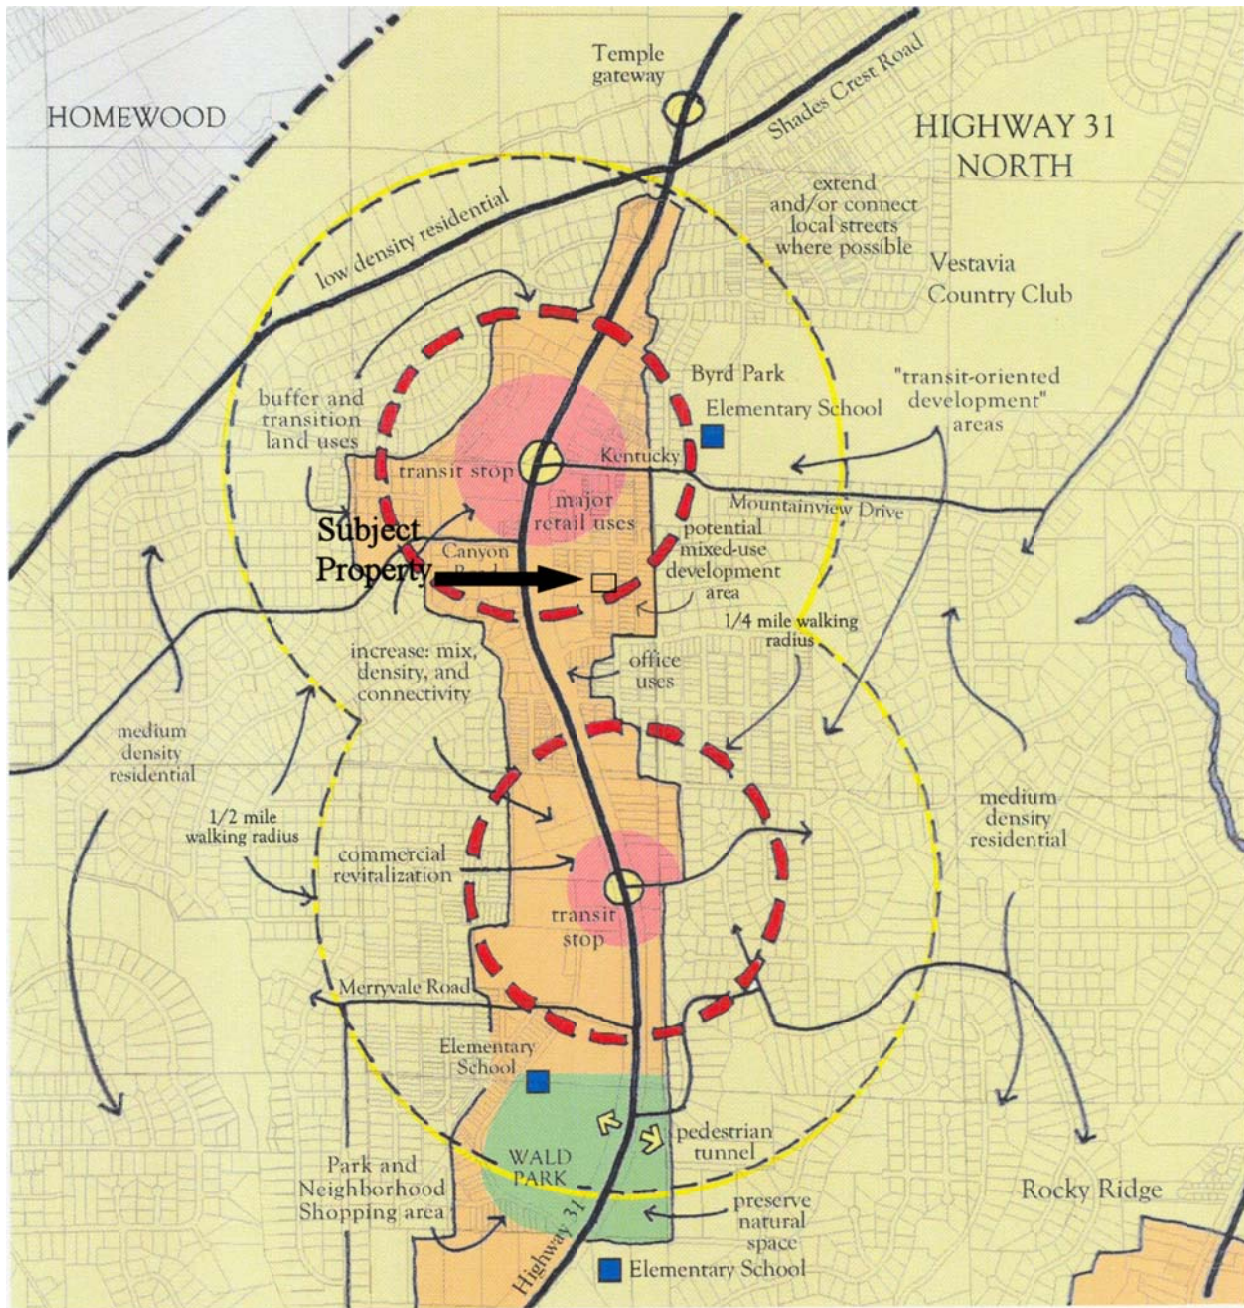 Temple
gateway
Shades Crest Road
HOMEWOOD
HIGHWAY 31
NORTH
low density residential
extend
and/or connect
local streets
where possible
Vestavia
Country Club
buffer and
transition
land uses
Byrd Park
Elementary School
"transit-oriented
development"
areas
transit stop
Kentucky
Mountainview Drive
major
retail uses
Subject
Property
Canyon
potential
mixed-use
development
area
1/4 mile walking
radius
increase: mix,
density, and
connectivity
office
uses
medium
density
residential
1/2 mile
walking radius
medium
density
residential
commercial
revitalization
transit
stop
Merryvale Road
Elementary
School
pedestrian
tunnel
WALD
PARK
Park and
Neighborhood
Shopping area
Highway 31
preserve
natural
space
Rocky Ridge
Elementary School